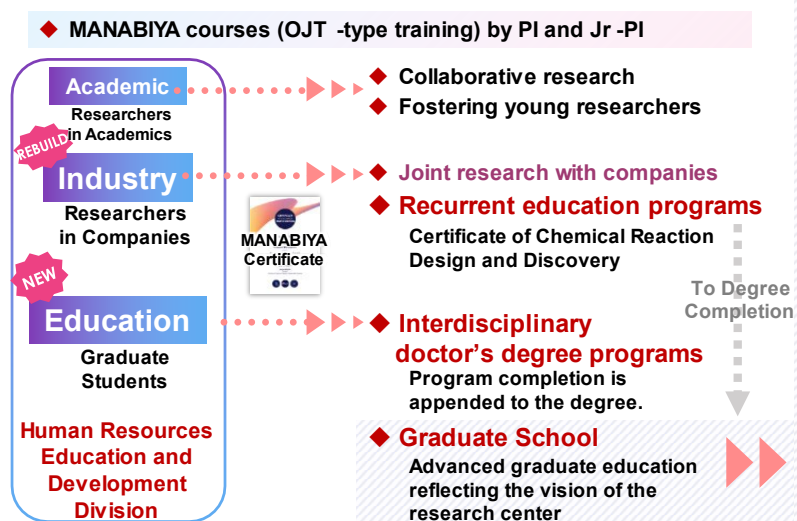 MANABIYA courses (OJT -type training) by PI and Jr -PI
Academic
Researchers
in Academics
REBUILD
Industry
Researchers
in Companies
NEW
Education
Graduate
Students
Human Resources
Education and
Development
Division
MANABIYA
Certificate
Collaborative research
Fostering young researchers
Joint research with companies
Recurrent education programs
Certificate of Chemical Reaction
Design and Discovery
To Degree
Completion
Interdisciplinary
doctor's degree programs
Program completion is
appended to the degree.
Graduate School
Advanced graduate education
reflecting the vision of the
research center